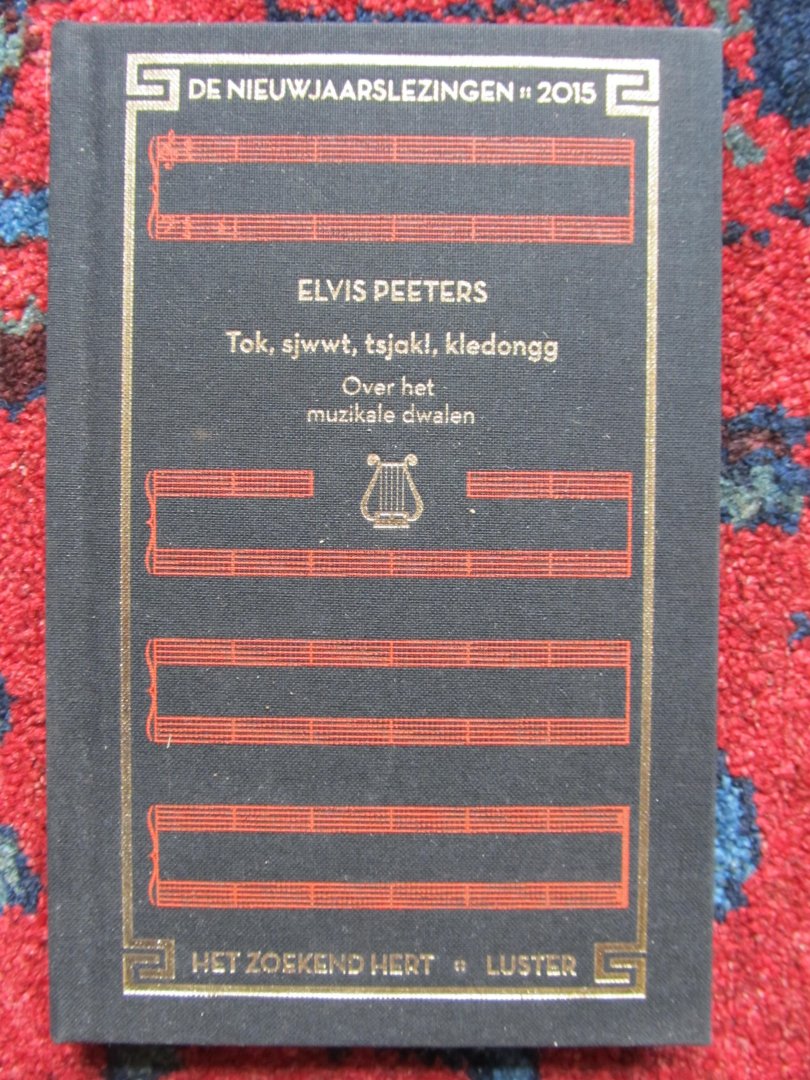 DE NIEUWJAARSLEZINGEN :: 2015
ELVIS PEETERS
Tok, sjwwt, tsjak!, kledongg
Over het
muzikale dwalen
HET ZOEKEND HERT :: LUSTER